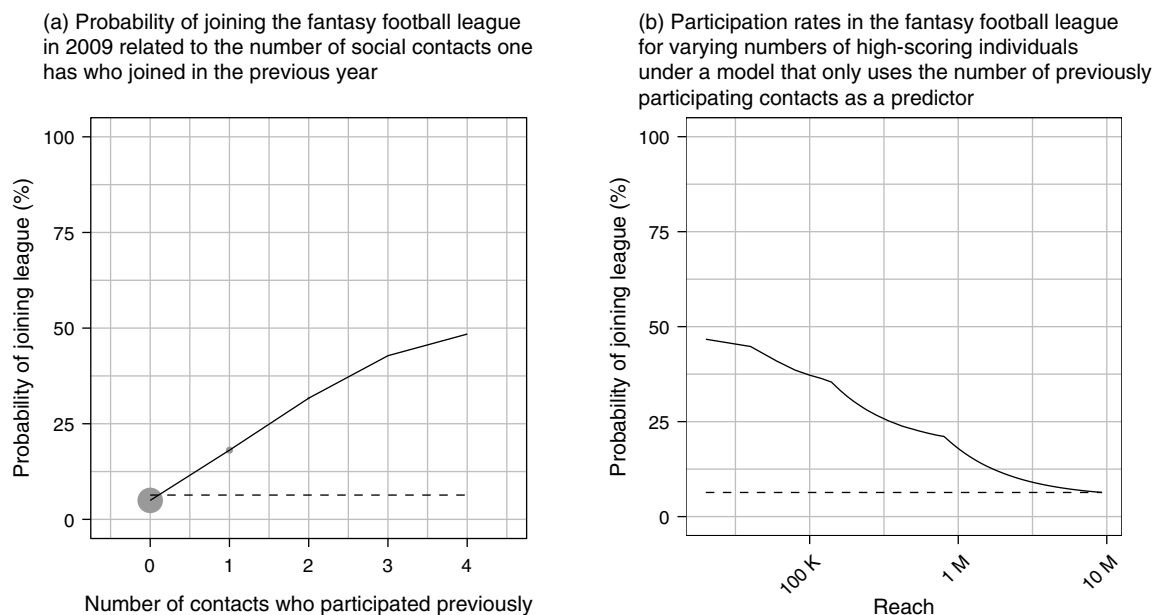 (a) Probability of joining the fantasy football league
in 2009 related to the number of social contacts one
has who joined in the previous year
100
75
50
25
0
Probability of joining league (%)
0 1 2 3 4
Number of contacts who participated previously
(b) Participation rates in the fantasy football league
for varying numbers of high-scoring individuals
under a model that only uses the number of previously
participating contacts as a predictor
100
75
50
25
0
Probability of joining league (%)
100 K 1 M 10 M
Reach